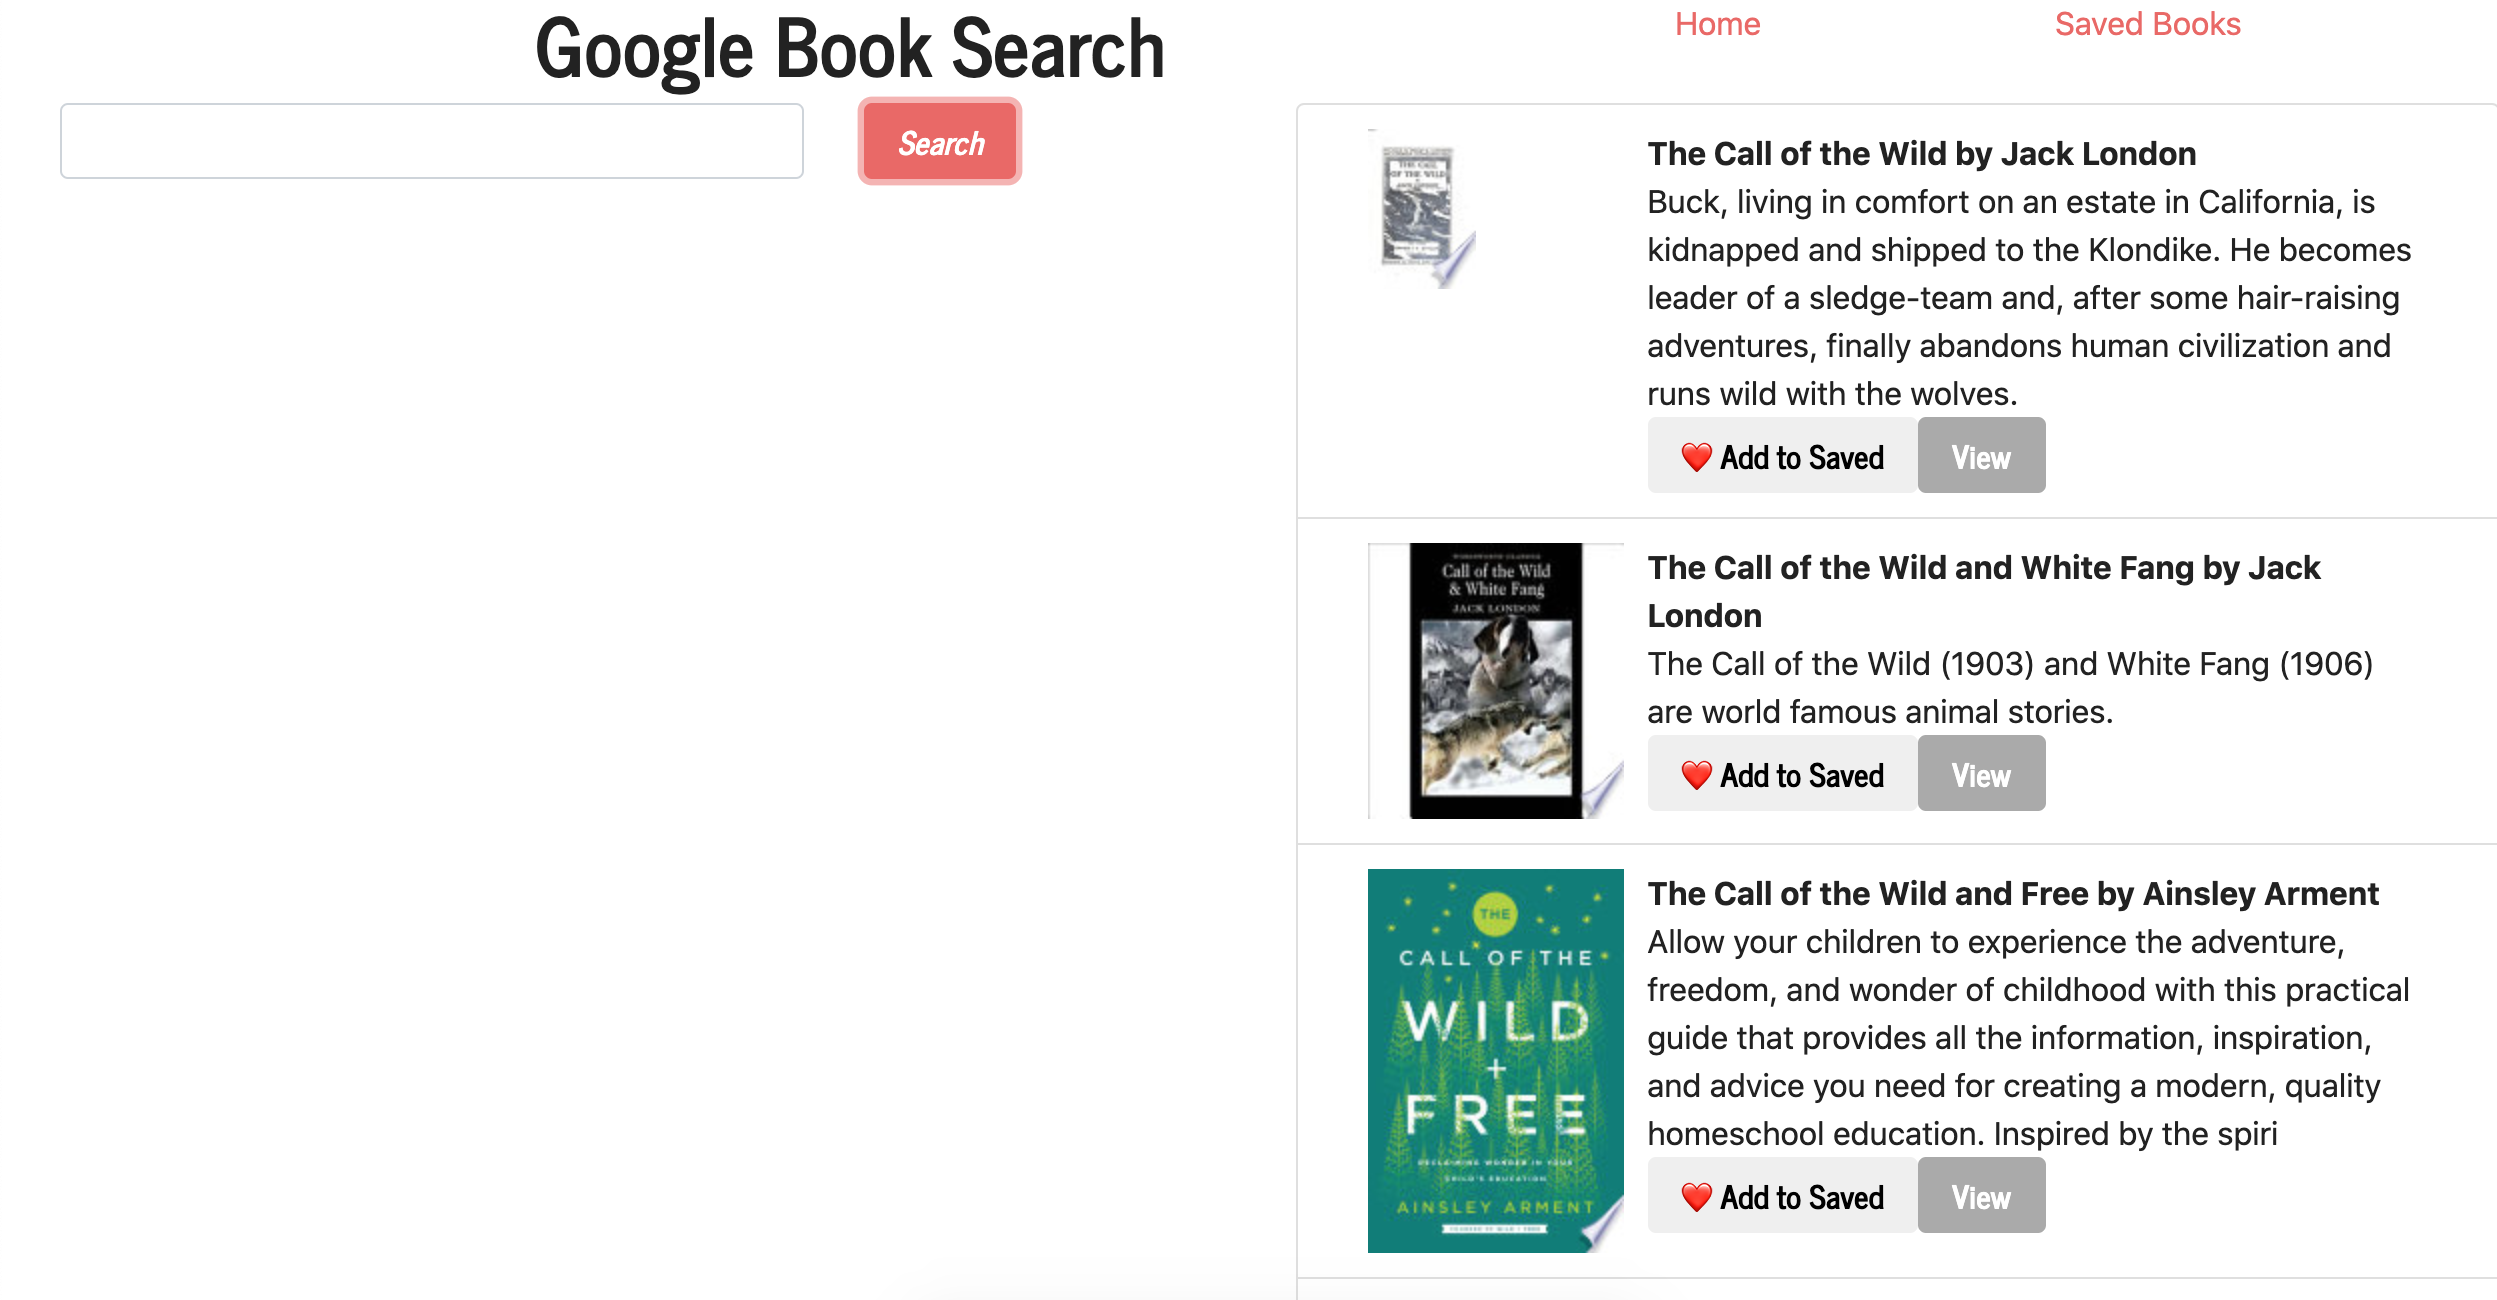 Google Book Search
Home
Saved Books
Search
THE CALL
OF THE WILD
The Call of the Wild by Jack London
Buck, living in comfort on an estate in California, is
kidnapped and shipped to the Klondike. He becomes
leader of a sledge-team and, after some hair-raising
adventures, finally abandons human civilization and
runs wild with the wolves.
❤️ Add to Saved
View
WORDSWORTH CLASSICS
Call of the Wild
& White Fang
JACK LONDON
The Call of the Wild and White Fang by Jack
London
The Call of the Wild (1903) and White Fang (1906)
are world famous animal stories.
❤️ Add to Saved
View
THE
CALL OF THE
WILD
+
FREE
RECLAIMING WONDER IN YOUR
CHILD'S EDUCATION
AINSLEY ARMENT
The Call of the Wild and Free by Ainsley Arment
Allow your children to experience the adventure,
freedom, and wonder of childhood with this practical
guide that provides all the information, inspiration,
and advice you need for creating a modern, quality
homeschool education. Inspired by the spiri
❤️ Add to Saved
View